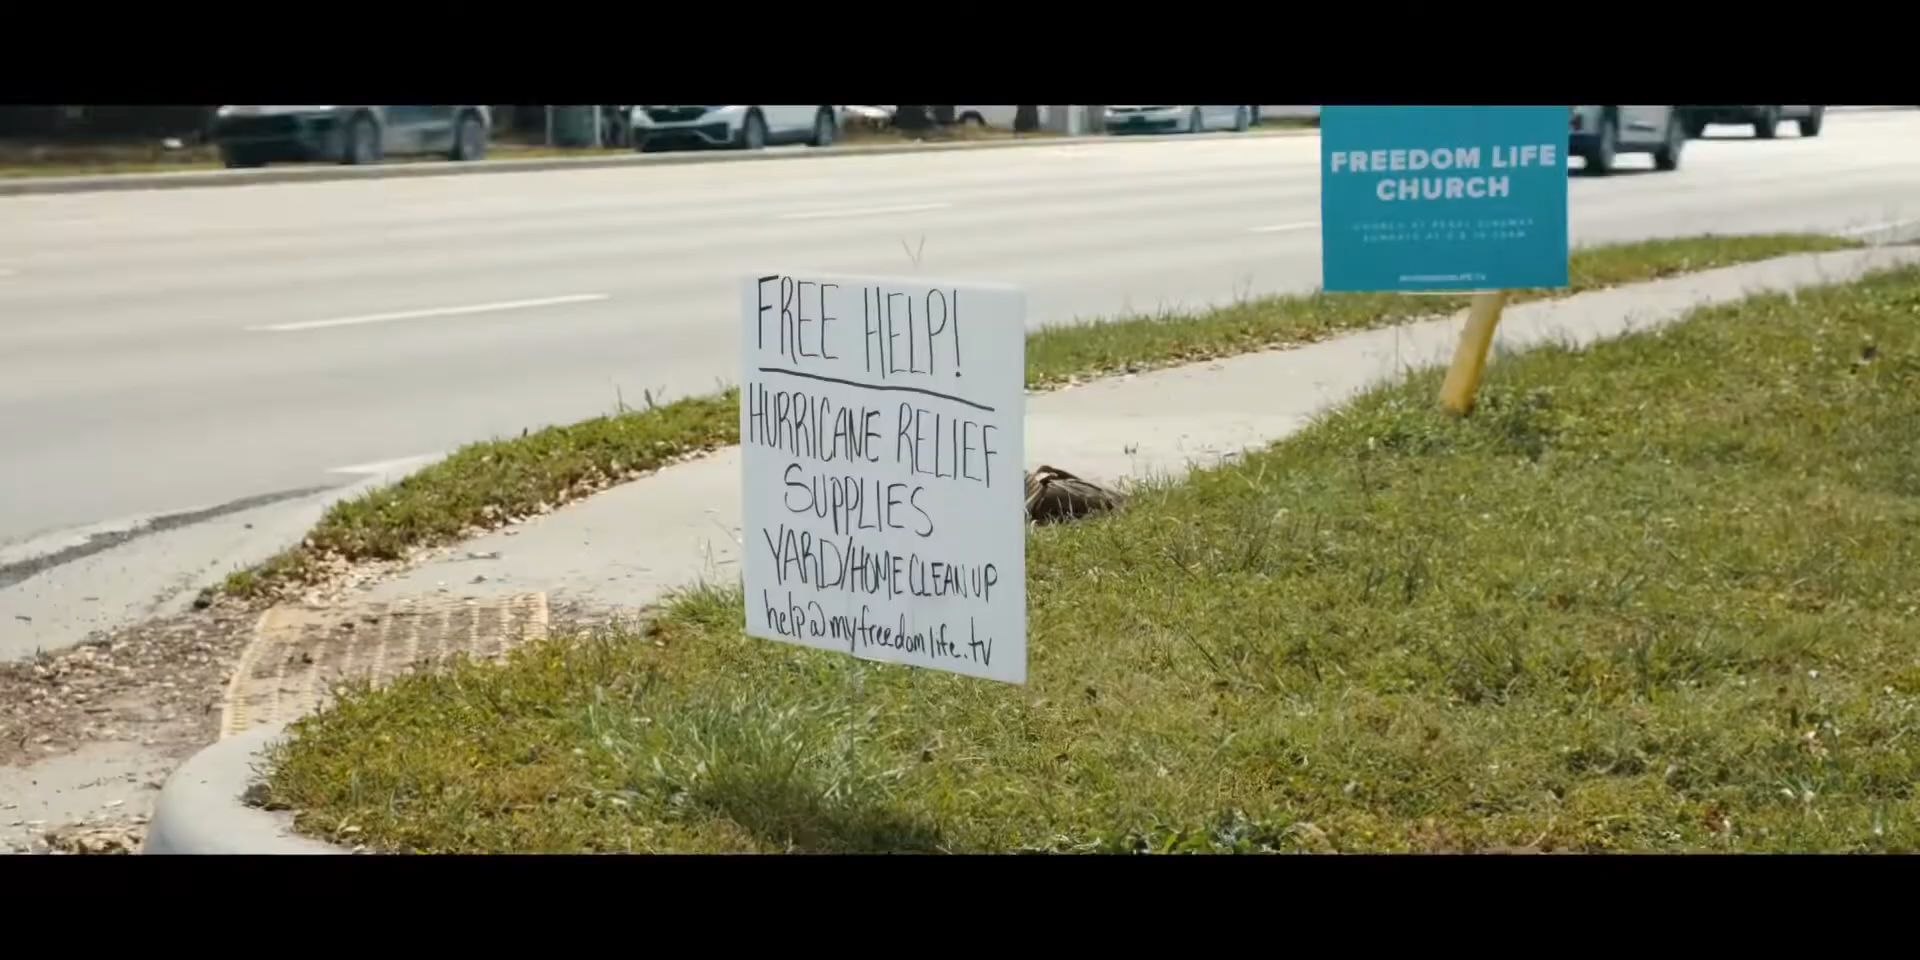 FREE HELP!
HURRICANE RELIEF
SUPPLIES
YARD/HOME CLEAN UP
help@myfreedomlife.tv
FREEDOM LIFE
CHURCH